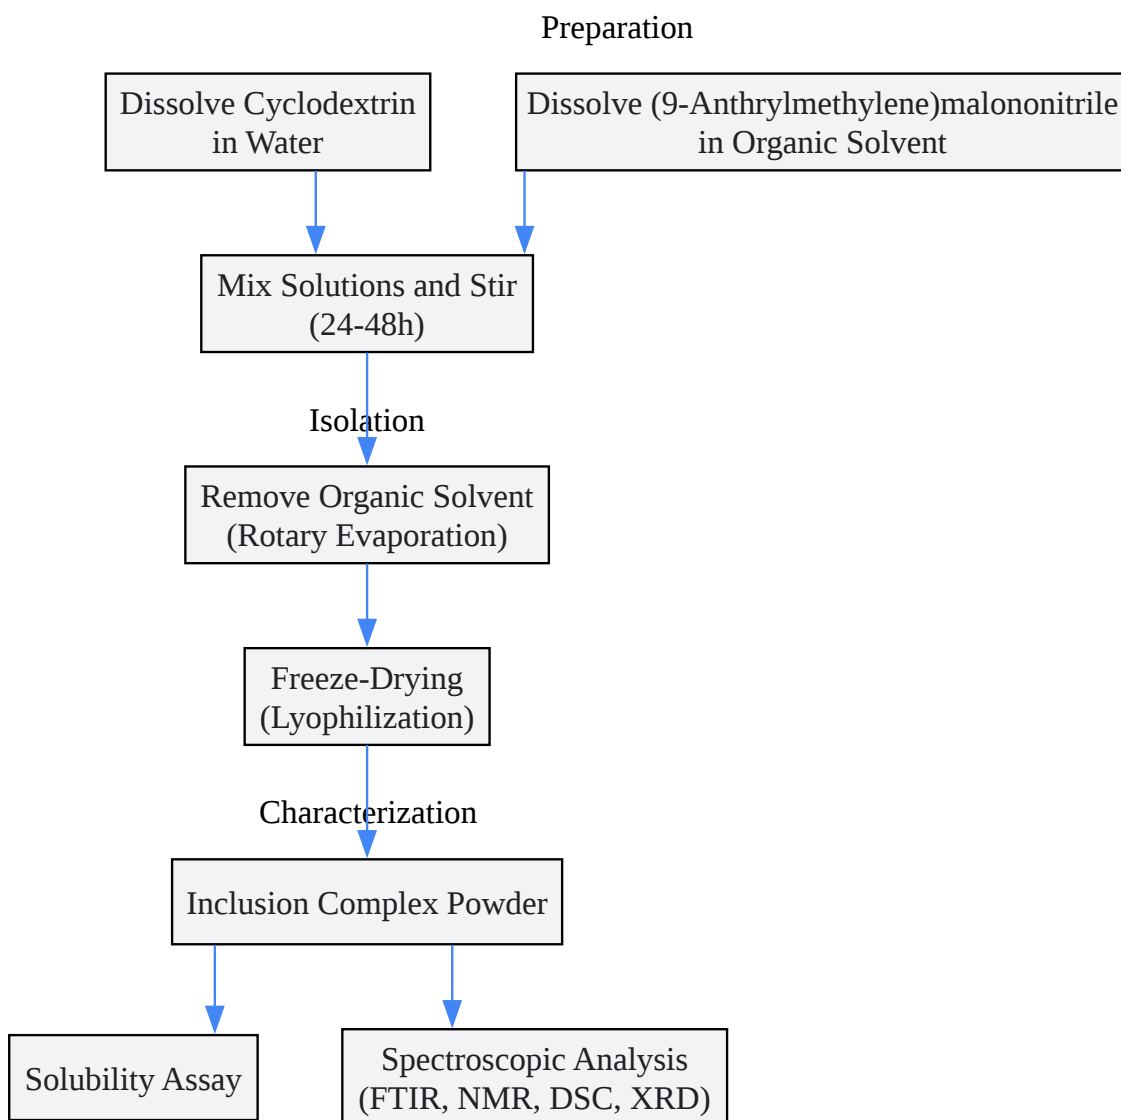 Preparation
Dissolve Cyclodextrin
in Water
Dissolve (9-Anthrylmethylene)malononitrile
in Organic Solvent
Mix Solutions and Stir
(24-48h)
Isolation
Remove Organic Solvent
(Rotary Evaporation)
Freeze-Drying
(Lyophilization)
Characterization
Inclusion Complex Powder
Solubility Assay
Spectroscopic Analysis
(FTIR, NMR, DSC, XRD)